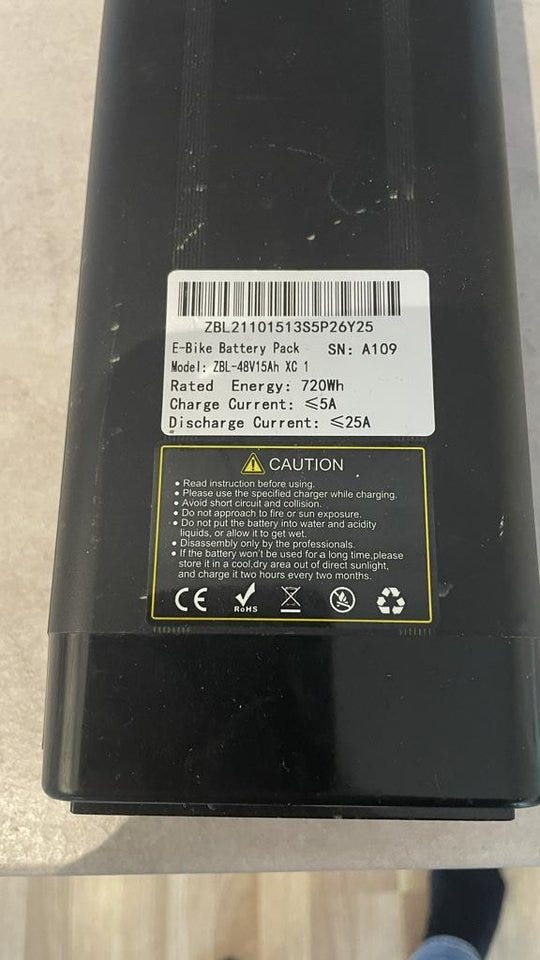 ZBL21101513S5P26Y25
E-Bike Battery Pack SN: A109
Model: ZBL-48V15Ah XC 1
Rated Energy: 720Wh
Charge Current: ≤5A
Discharge Current: ≤25A
CAUTION
• Read instruction before using.
• Please use the specified charger while charging.
• Avoid short circuit and collision.
• Do not approach to fire or sun exposure.
• Do not put the battery into water and acidity
liquids, or allow it to get wet.
• Disassembly only by the professionals.
• If the battery won't be used for a long time,please
store it in a cool,dry area out of direct sunlight,
and charge it two hours every two months.
CE RoHS